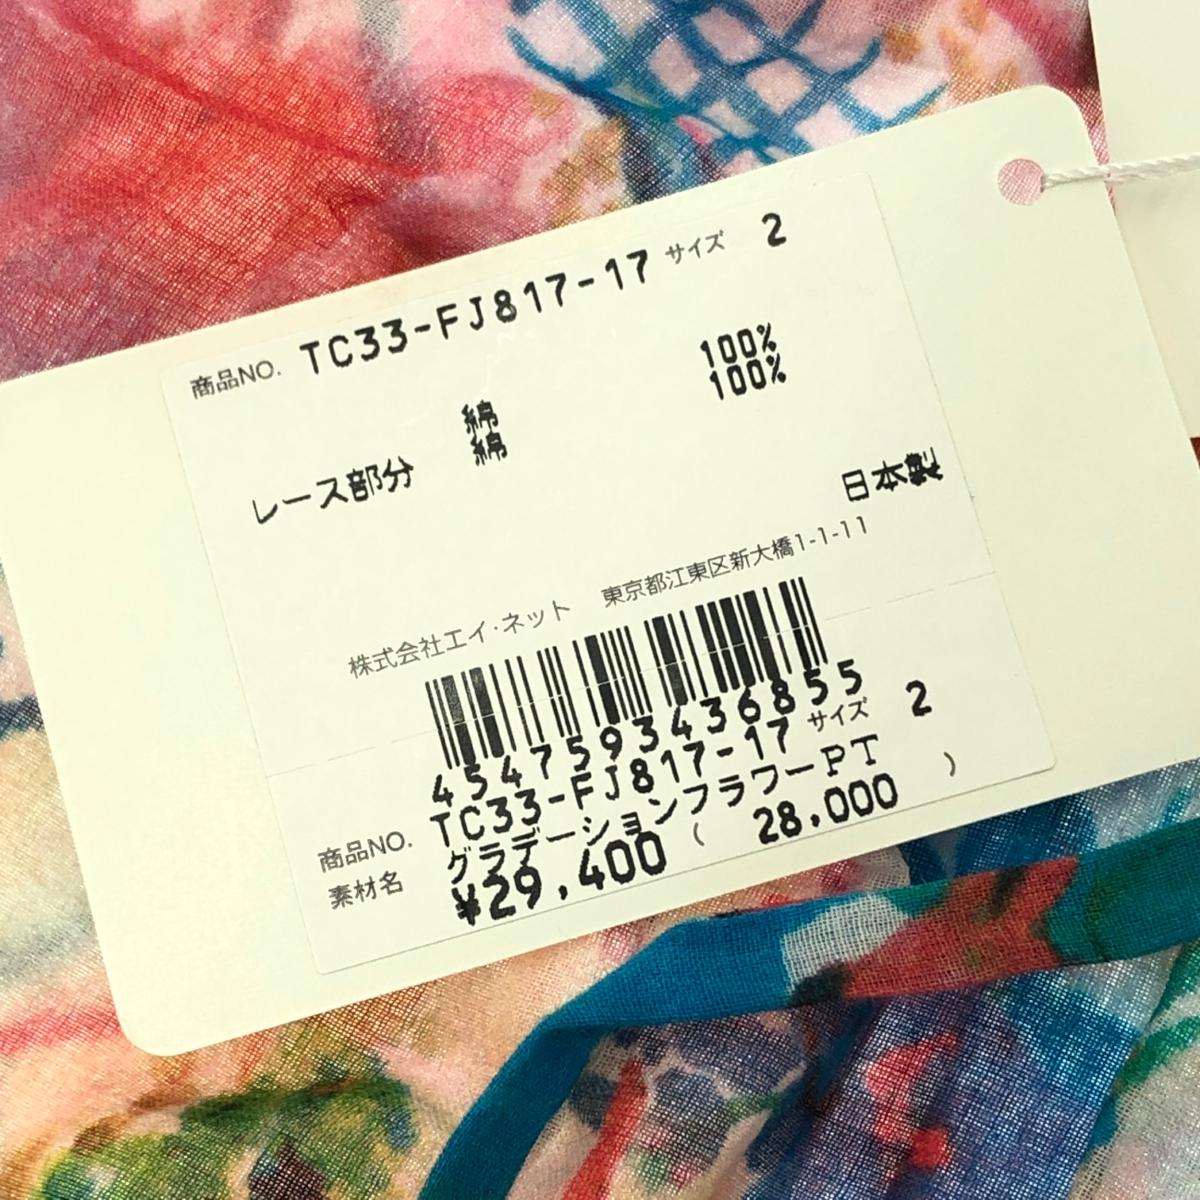 商品NO. TC33-FJ817-17 サイズ 2
綿 100%
レース部分 綿 100%
日本製
株式会社エイ・ネット 東京都江東区新大橋1-1-11
4547593436855
商品NO. TC33-FJ817-17 サイズ 2
素材名 グラデーションフラワーPT
¥29,400 ( 28,000 )